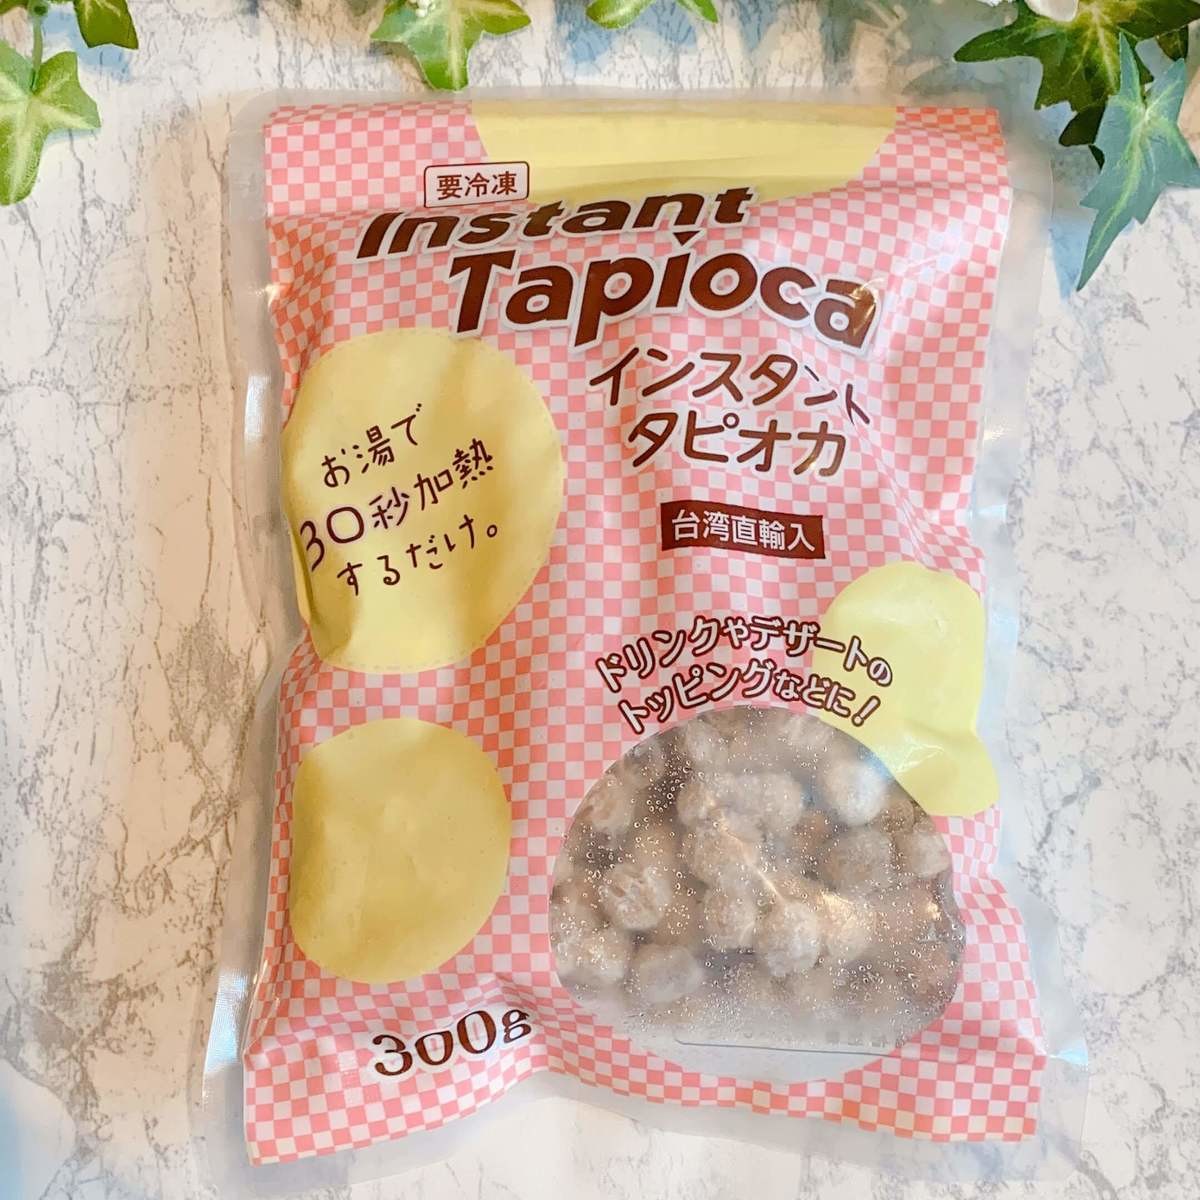 要冷凍
Instant
Tapioca
インスタント
タピオカ
お湯で
30秒加熱
するだけ。
台湾直輸入
ドリンクやデザートの
トッピングなどに！
300g